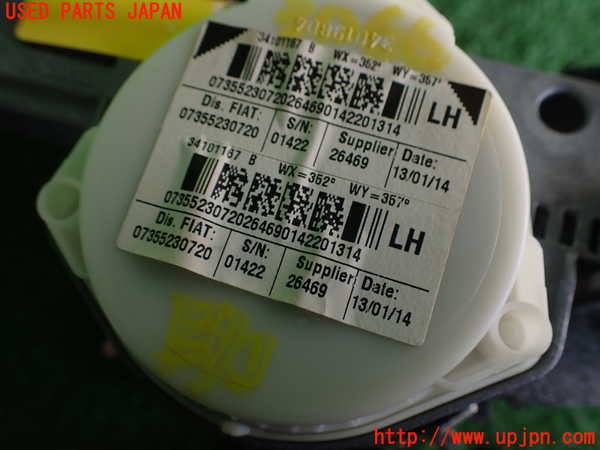 USED PARTS JAPAN
34101167 B WX=352° WY=357°
LH
07355230720264690142201314
Dis. FIAT: S/N: Supplier: Date:
07355230720 01422 26469 13/01/14
34101167 B WX=352° WY=357°
LH
07355230720264690142201314
Dis. FIAT: S/N: Supplier: Date:
07355230720 01422 26469 13/01/14
http://www.upjpn.com